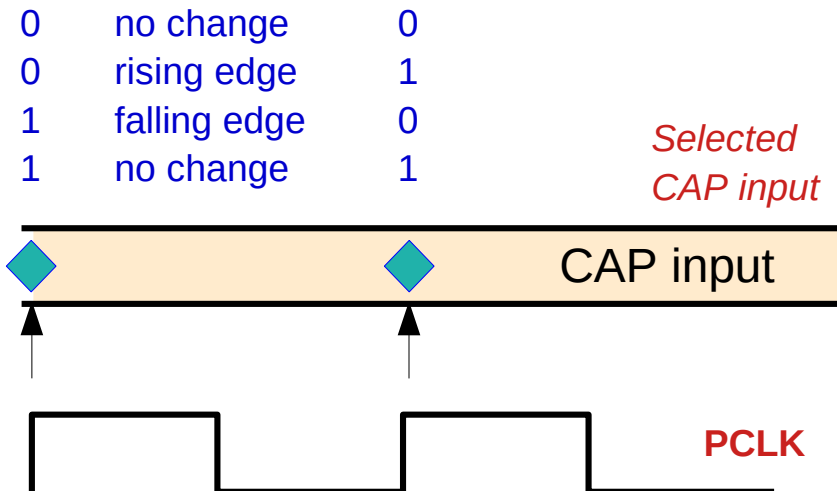 0 no change 0
0 rising edge 1
1 falling edge 0
1 no change 1
Selected
CAP input
CAP input
PCLK